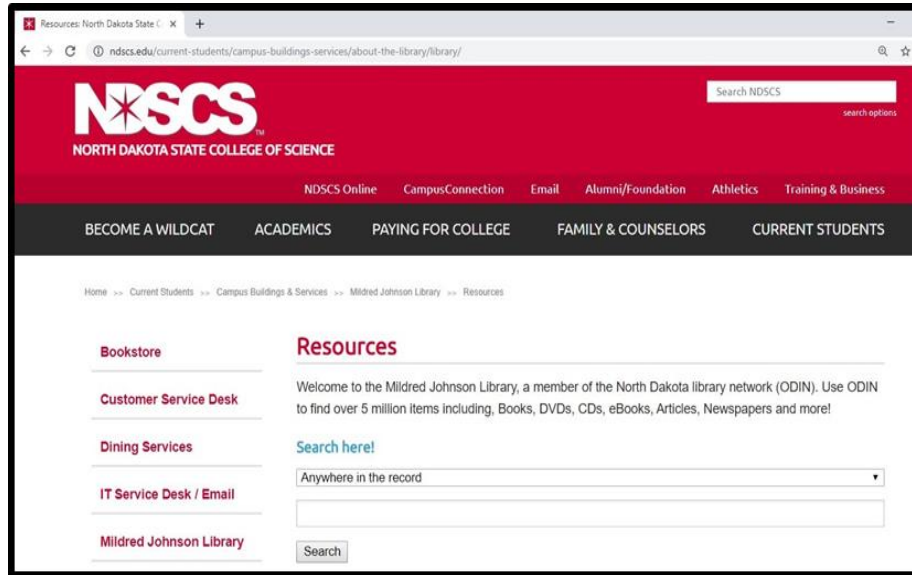 Resources: North Dakota State C
ndscs.edu/current-students/campus-buildings-services/about-the-library/library/
NDSCS TM
Search NDSCS
search options
NORTH DAKOTA STATE COLLEGE OF SCIENCE
NDSCS Online CampusConnection Email Alumni/Foundation Athletics Training & Business
BECOME A WILDCAT ACADEMICS PAYING FOR COLLEGE FAMILY & COUNSELORS CURRENT STUDENTS
Home >> Current Students >> Campus Buildings & Services >> Mildred Johnson Library >> Resources
Bookstore
Customer Service Desk
Dining Services
IT Service Desk / Email
Mildred Johnson Library
Resources
Welcome to the Mildred Johnson Library, a member of the North Dakota library network (ODIN). Use ODIN
to find over 5 million items including, Books, DVDs, CDs, eBooks, Articles, Newspapers and more!
Search here!
Anywhere in the record
Search